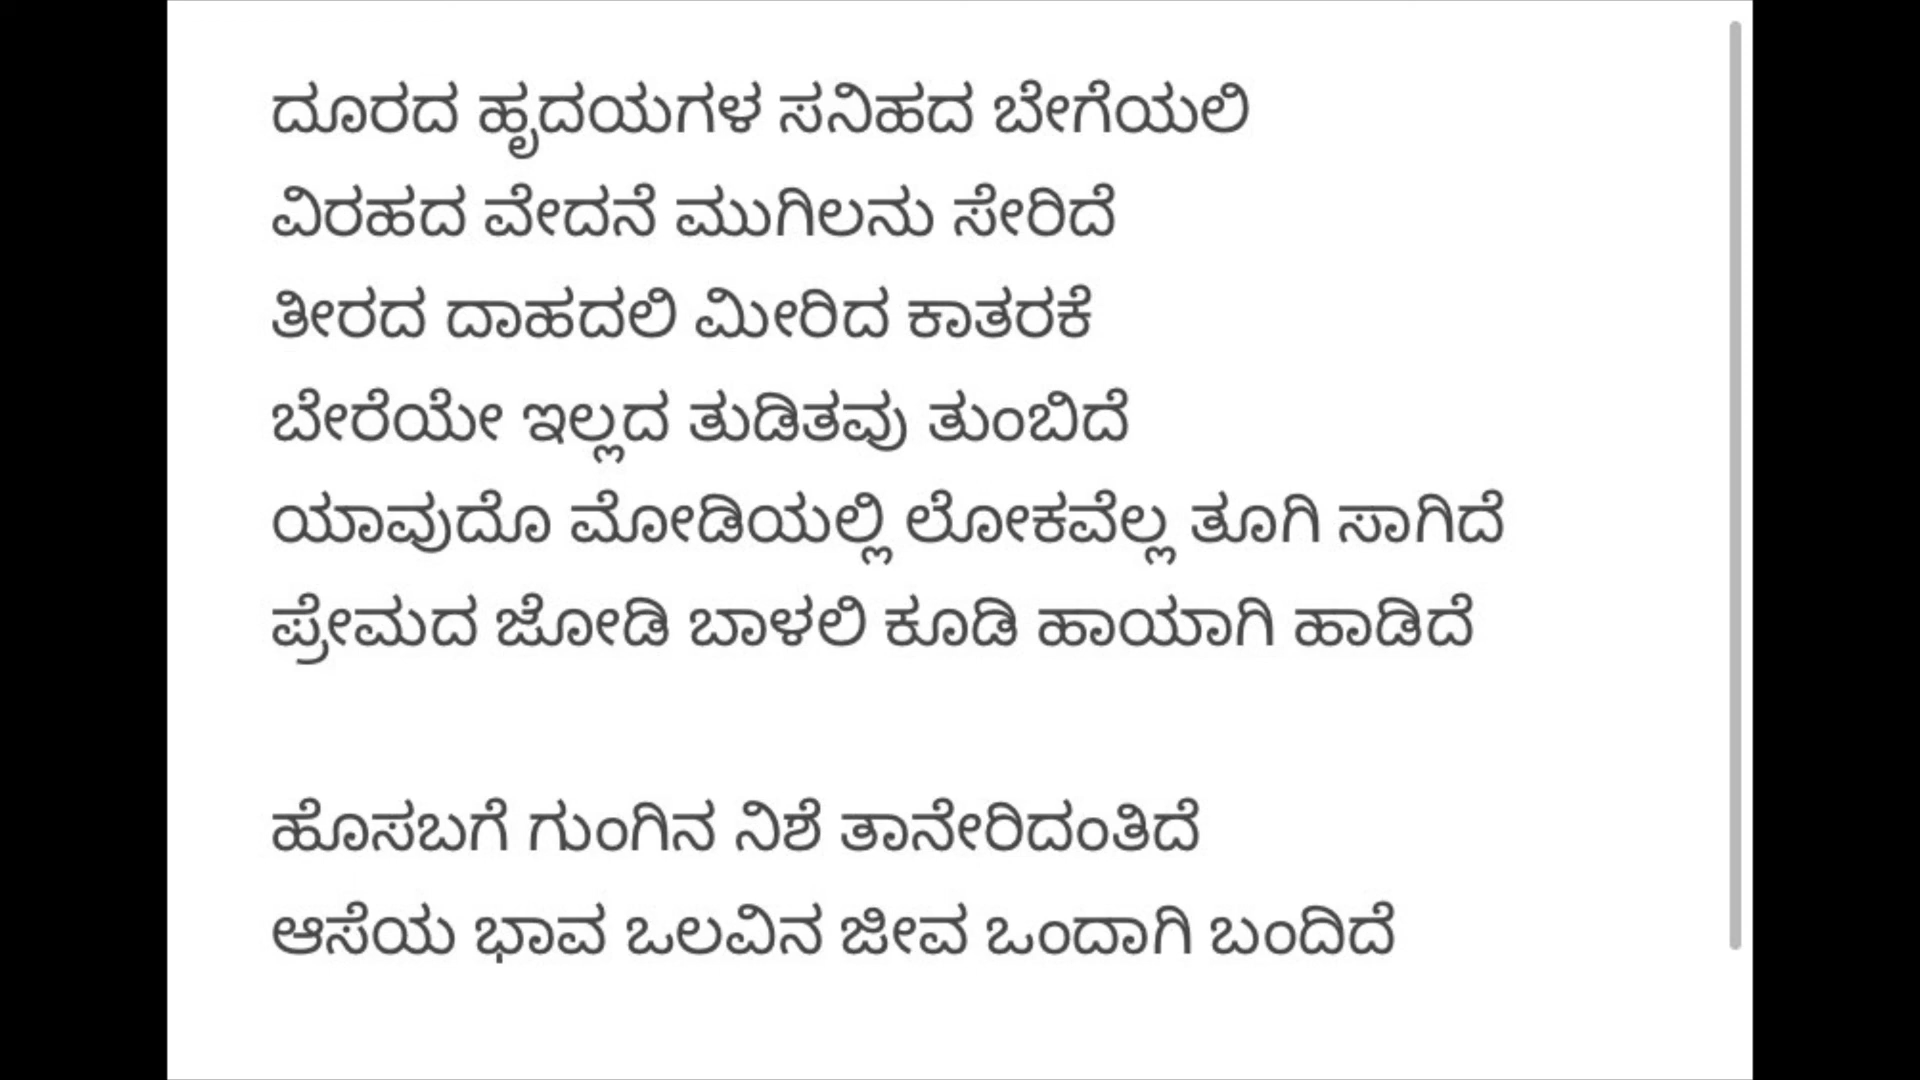 ದೂರದ ಹೃದಯಗಳ ಸನಿಹದ ಬೇಗೆಯಲಿ
ವಿರಹದ ವೇದನೆ ಮುಗಿಲನು ಸೇರಿದೆ
ತೀರದ ದಾಹದಲಿ ಮೀರಿದ ಕಾತರಕೆ
ಬೇರೆಯೇ ಇಲ್ಲದ ತುಡಿತವು ತುಂಬಿದೆ
ಯಾವುದೊ ಮೋಡಿಯಲ್ಲಿ ಲೋಕವೆಲ್ಲ ತೂಗಿ ಸಾಗಿದೆ
ಪ್ರೇಮದ ಜೋಡಿ ಬಾಳಲಿ ಕೂಡಿ ಹಾಯಾಗಿ ಹಾಡಿದೆ
ಹೊಸಬಗೆ ಗುಂಗಿನ ನಿಶೆ ತಾನೇರಿದಂತಿದೆ
ಆಸೆಯ ಭಾವ ಒಲವಿನ ಜೀವ ಒಂದಾಗಿ ಬಂದಿದೆ